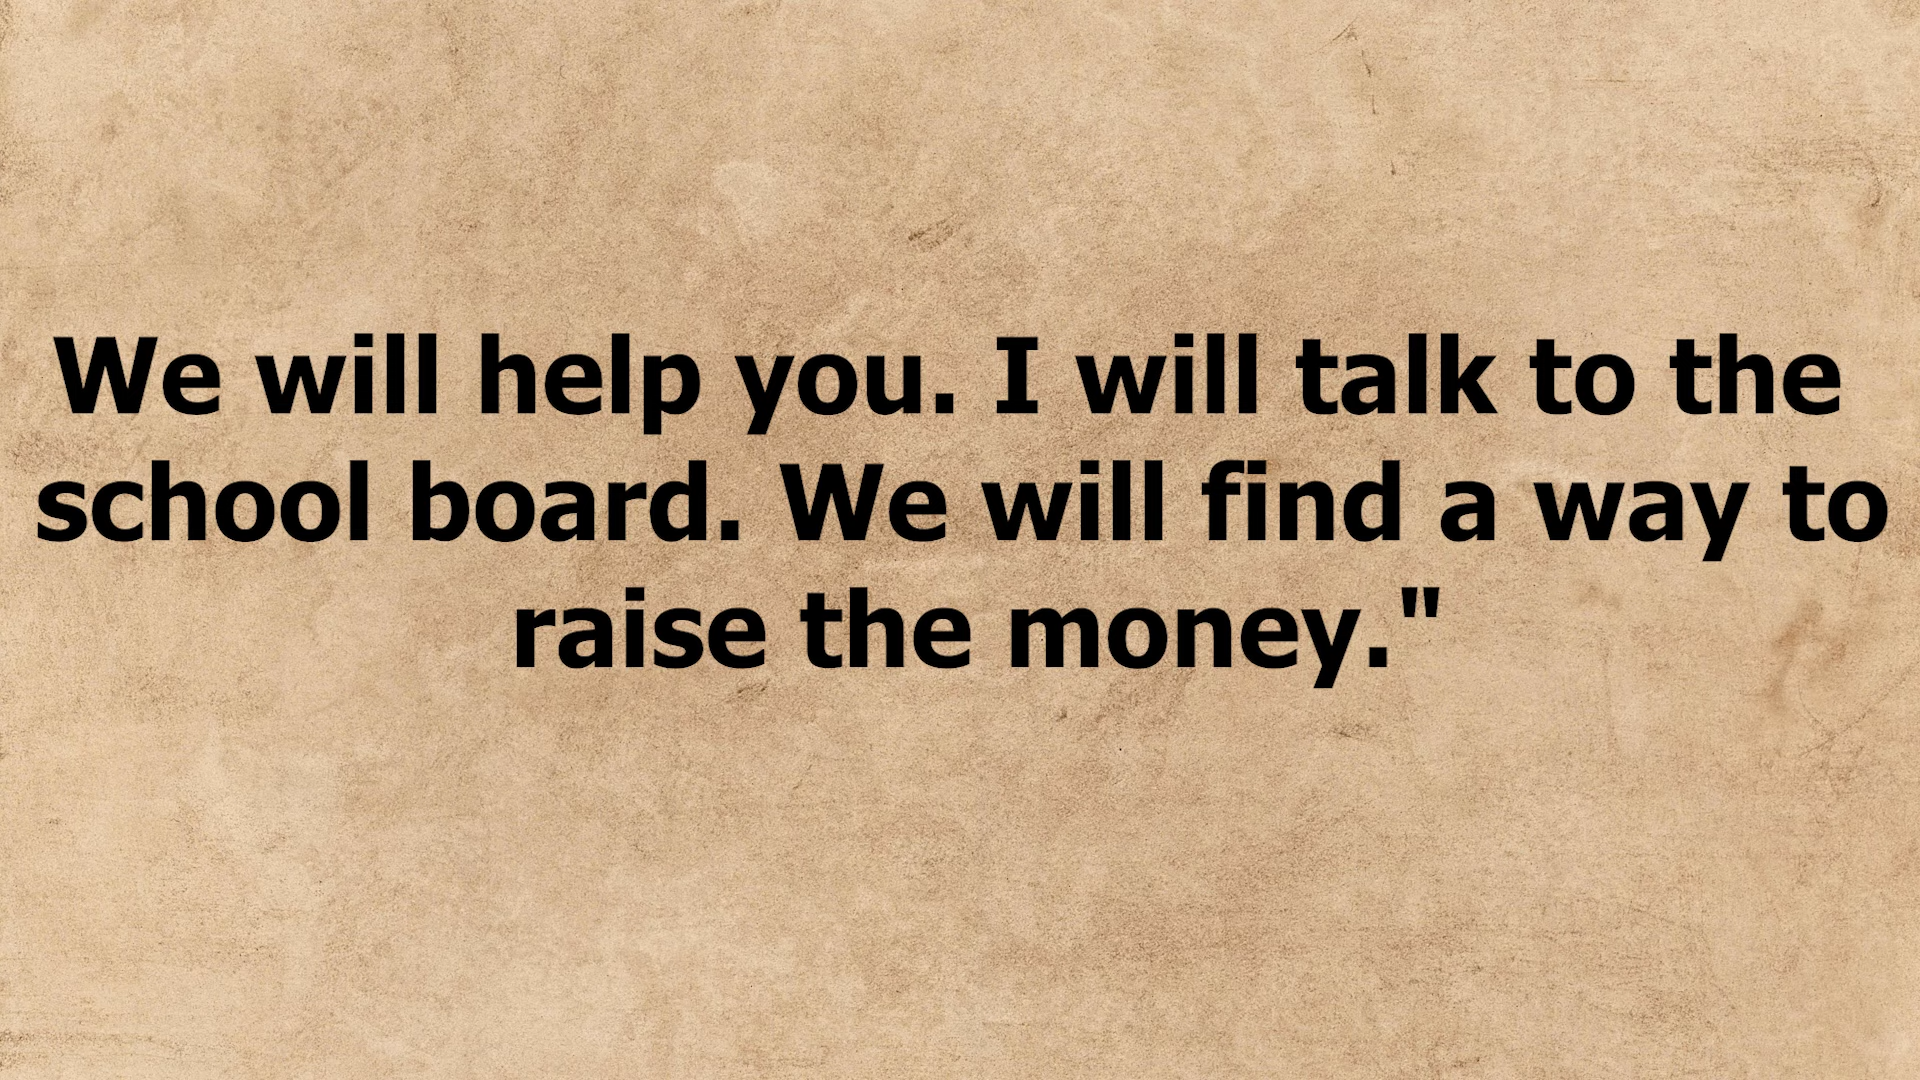 We will help you. I will talk to the
school board. We will find a way to
raise the money."